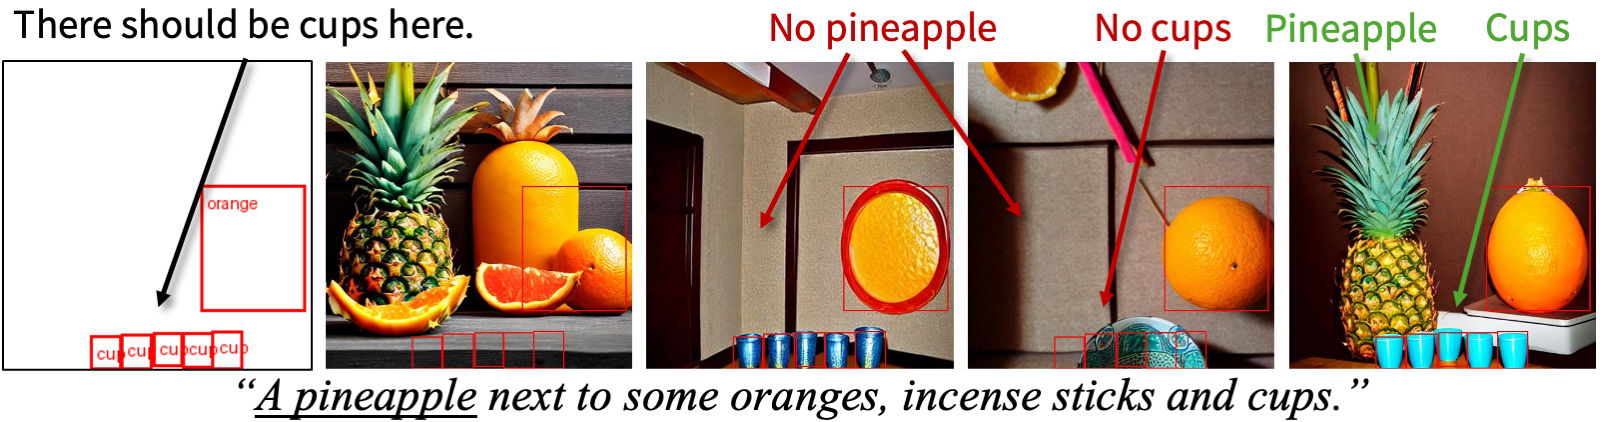 There should be cups here.
No pineapple
No cups
Pineapple
Cups
orange
cup
cup
cup
cup
cup
“A pineapple next to some oranges, incense sticks and cups.”